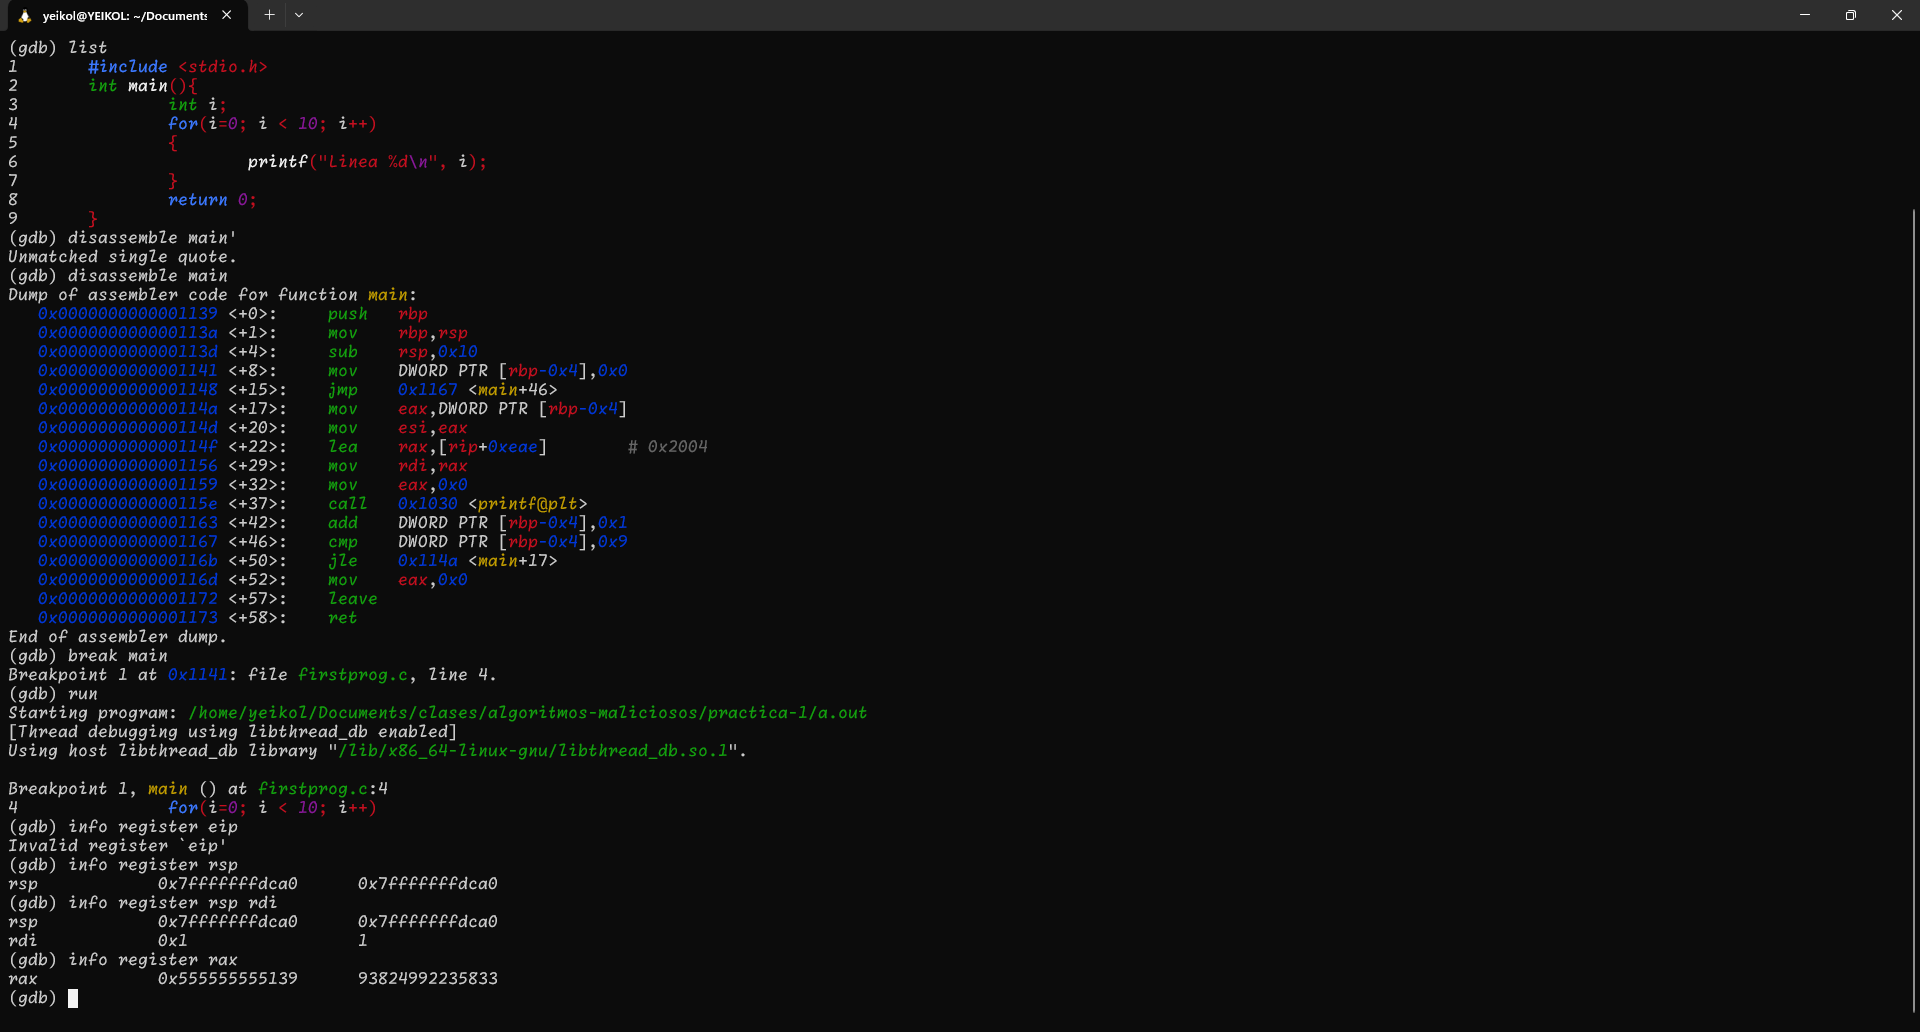 yeikol@YEIKOL: ~/Documents
(gdb) list
1       #include <stdio.h>
2       int main(){
3               int i;
4               for(i=0; i < 10; i++)
5               {
6                       printf("Linea %d\n", i);
7               }
8               return 0;
9       }
(gdb) disassemble main'
Unmatched single quote.
(gdb) disassemble main
Dump of assembler code for function main:
   0x0000000000001139 <+0>:     push   rbp
   0x000000000000113a <+1>:     mov    rbp,rsp
   0x000000000000113d <+4>:     sub    rsp,0x10
   0x0000000000001141 <+8>:     mov    DWORD PTR [rbp-0x4],0x0
   0x0000000000001148 <+15>:    jmp    0x1167 <main+46>
   0x000000000000114a <+17>:    mov    eax,DWORD PTR [rbp-0x4]
   0x000000000000114d <+20>:    mov    esi,eax
   0x000000000000114f <+22>:    lea    rax,[rip+0xeae]        # 0x2004
   0x0000000000001156 <+29>:    mov    rdi,rax
   0x0000000000001159 <+32>:    mov    eax,0x0
   0x000000000000115e <+37>:    call   0x1030 <printf@plt>
   0x0000000000001163 <+42>:    add    DWORD PTR [rbp-0x4],0x1
   0x0000000000001167 <+46>:    cmp    DWORD PTR [rbp-0x4],0x9
   0x000000000000116b <+50>:    jle    0x114a <main+17>
   0x000000000000116d <+52>:    mov    eax,0x0
   0x0000000000001172 <+57>:    leave
   0x0000000000001173 <+58>:    ret
End of assembler dump.
(gdb) break main
Breakpoint 1 at 0x1141: file firstprog.c, line 4.
(gdb) run
Starting program: /home/yeikol/Documents/clases/algoritmos-maliciosos/practica-1/a.out
[Thread debugging using libthread_db enabled]
Using host libthread_db library "/lib/x86_64-linux-gnu/libthread_db.so.1".

Breakpoint 1, main () at firstprog.c:4
4               for(i=0; i < 10; i++)
(gdb) info register eip
Invalid register `eip'
(gdb) info register rsp
rsp            0x7fffffffdca0      0x7fffffffdca0
(gdb) info register rsp rdi
rsp            0x7fffffffdca0      0x7fffffffdca0
rdi            0x1                 1
(gdb) info register rax
rax            0x555555555139      93824992235833
(gdb)